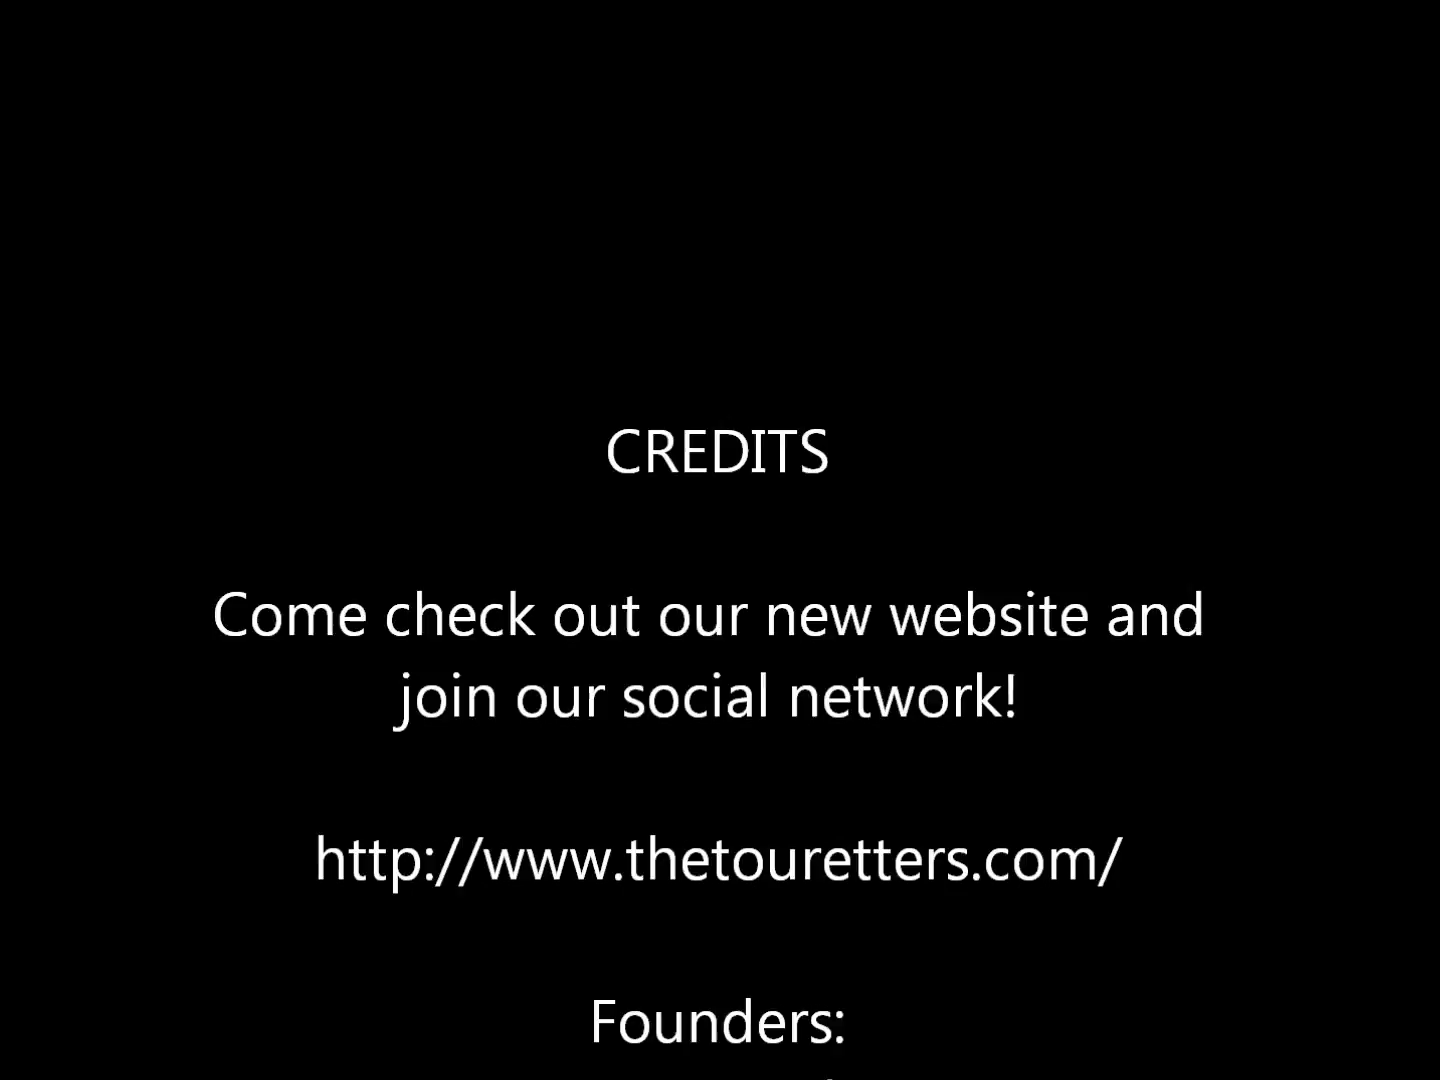 CREDITS
Come check out our new website and
join our social network!
http://www.thetouretters.com/
Founders: